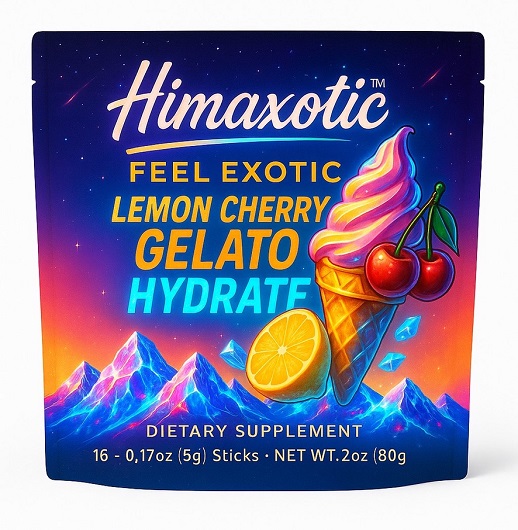 Himaxotic™
FEEL EXOTIC
LEMON CHERRY
GELATO
HYDRATE
DIETARY SUPPLEMENT
16 - 0,17oz (5g) Sticks · NET WT.2oz (80g